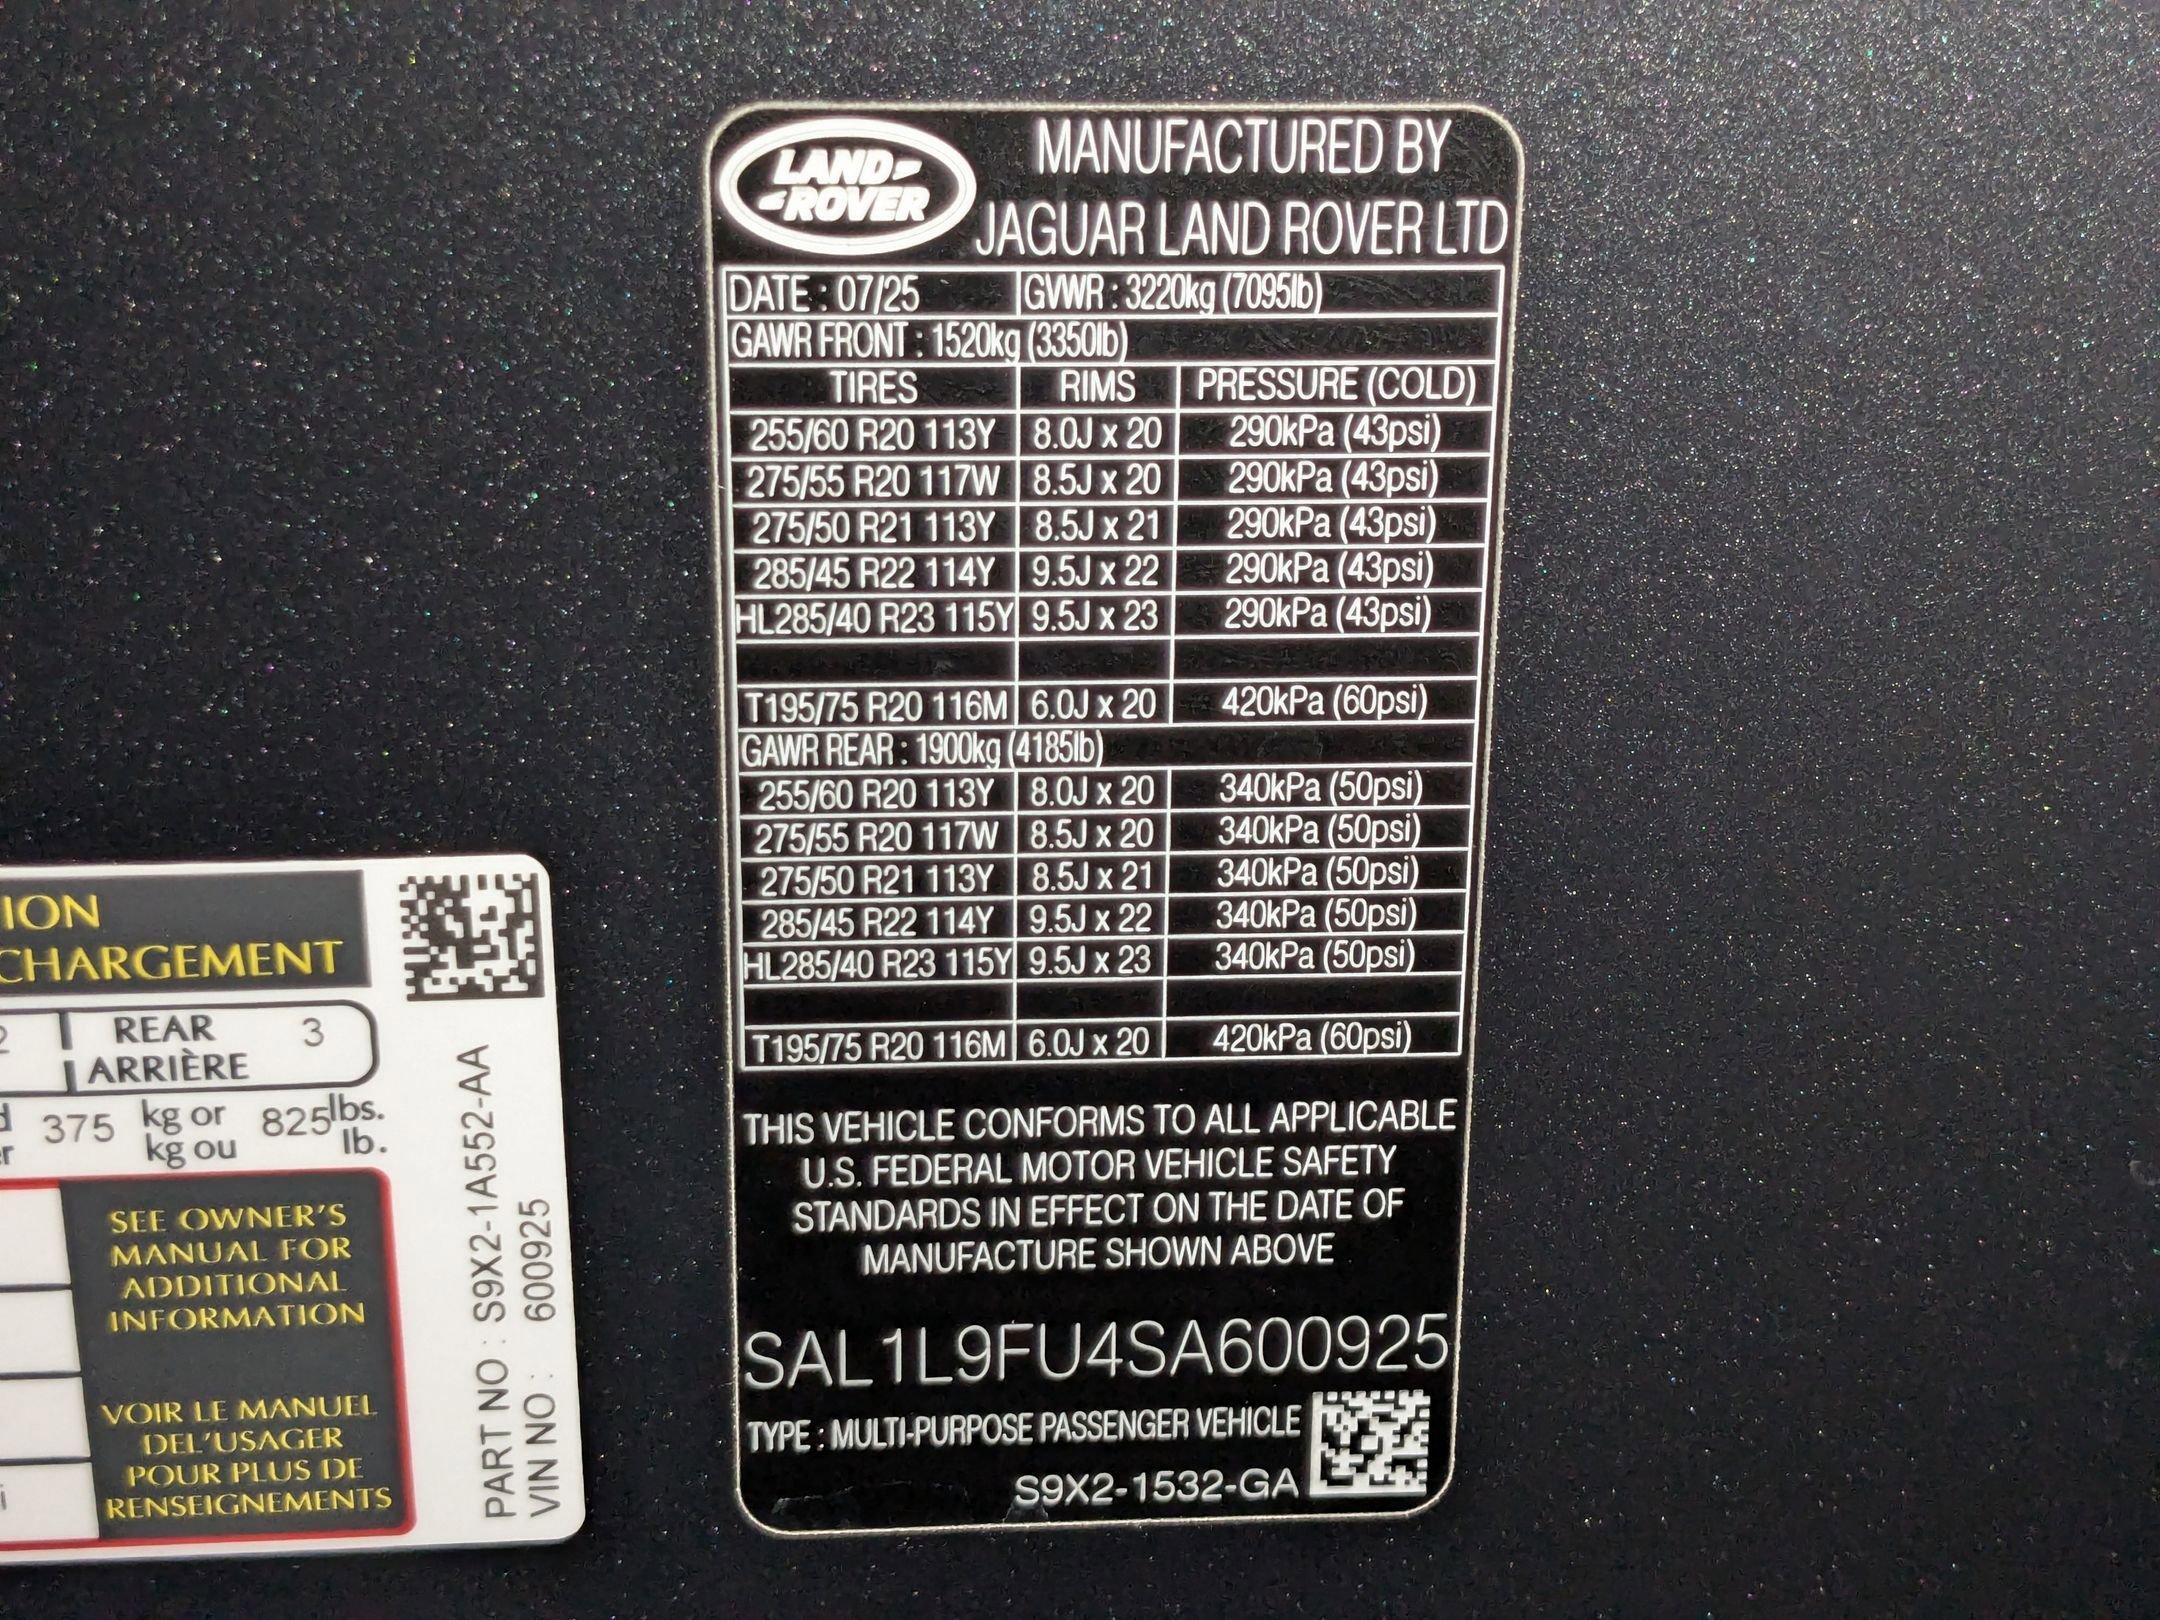 LAND
ROVER
MANUFACTURED BY
JAGUAR LAND ROVER LTD
DATE : 07/25 GVWR : 3220kg (7095lb)
GAWR FRONT : 1520kg (3350lb)
TIRES RIMS PRESSURE (COLD)
255/60 R20 113Y 8.0J x 20 290kPa (43psi)
275/55 R20 117W 8.5J x 20 290kPa (43psi)
275/50 R21 113Y 8.5J x 21 290kPa (43psi)
285/45 R22 114Y 9.5J x 22 290kPa (43psi)
HL285/40 R23 115Y 9.5J x 23 290kPa (43psi)
T195/75 R20 116M 6.0J x 20 420kPa (60psi)
GAWR REAR : 1900kg (4185lb)
255/60 R20 113Y 8.0J x 20 340kPa (50psi)
275/55 R20 117W 8.5J x 20 340kPa (50psi)
275/50 R21 113Y 8.5J x 21 340kPa (50psi)
285/45 R22 114Y 9.5J x 22 340kPa (50psi)
HL285/40 R23 115Y 9.5J x 23 340kPa (50psi)
T195/75 R20 116M 6.0J x 20 420kPa (60psi)
THIS VEHICLE CONFORMS TO ALL APPLICABLE
U.S. FEDERAL MOTOR VEHICLE SAFETY
STANDARDS IN EFFECT ON THE DATE OF
MANUFACTURE SHOWN ABOVE
SAL1L9FU4SA600925
TYPE : MULTI-PURPOSE PASSENGER VEHICLE
S9X2-1532-GA
ION
CHARGEMENT
2 REAR 3
ARRIÈRE
375 kg or 825 lbs.
kg ou lb.
SEE OWNER'S
MANUAL FOR
ADDITIONAL
INFORMATION
VOIR LE MANUEL
DEL'USAGER
POUR PLUS DE
RENSEIGNEMENTS
PART NO : S9X2-1A552-AA
VIN NO : 600925